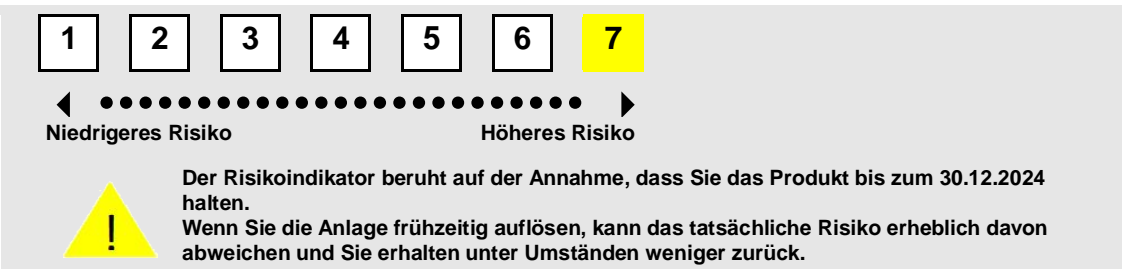 1 2 3 4 5 6 7
Niedrigeres Risiko Höheres Risiko
Der Risikoindikator beruht auf der Annahme, dass Sie das Produkt bis zum 30.12.2024
halten.
Wenn Sie die Anlage frühzeitig auflösen, kann das tatsächliche Risiko erheblich davon
abweichen und Sie erhalten unter Umständen weniger zurück.
!